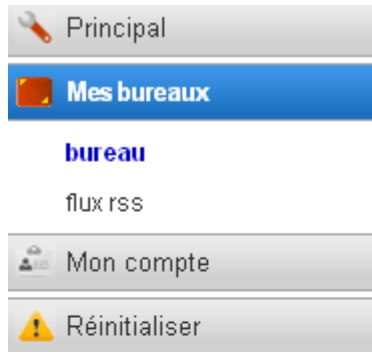 Principal
Mes bureaux
bureau
flux rss
Mon compte
Réinitialiser